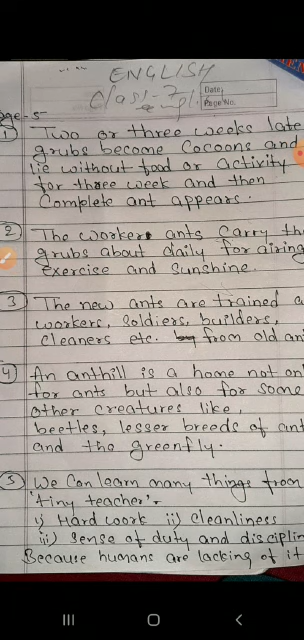 ENGLISH
Class-7
Date:
Page No.
Page-5
1) Two or three weeks late
grubs become Cocoons and
lie without food or activity
for three week and then
Complete ant appears.
2) The worker ants carry the
grubs about daily for airing
exercise and sunshine.
3) The new ants are trained a
workers, soldiers, builders,
cleaners etc. from old an
4) An anthill is a home not on
for ants but also for some
other creatures like,
beetles, lesser breeds of ant
and the greenfly.
5) We can learn many things from
'tiny teacher'.
i) Hard work ii) cleanliness
iii) sense of duty and disciplin
Because humans are lacking of it